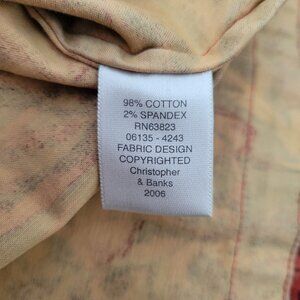 98% COTTON
2% SPANDEX
RN63823
06135 - 4243
FABRIC DESIGN
COPYRIGHTED
Christopher
& Banks
2006